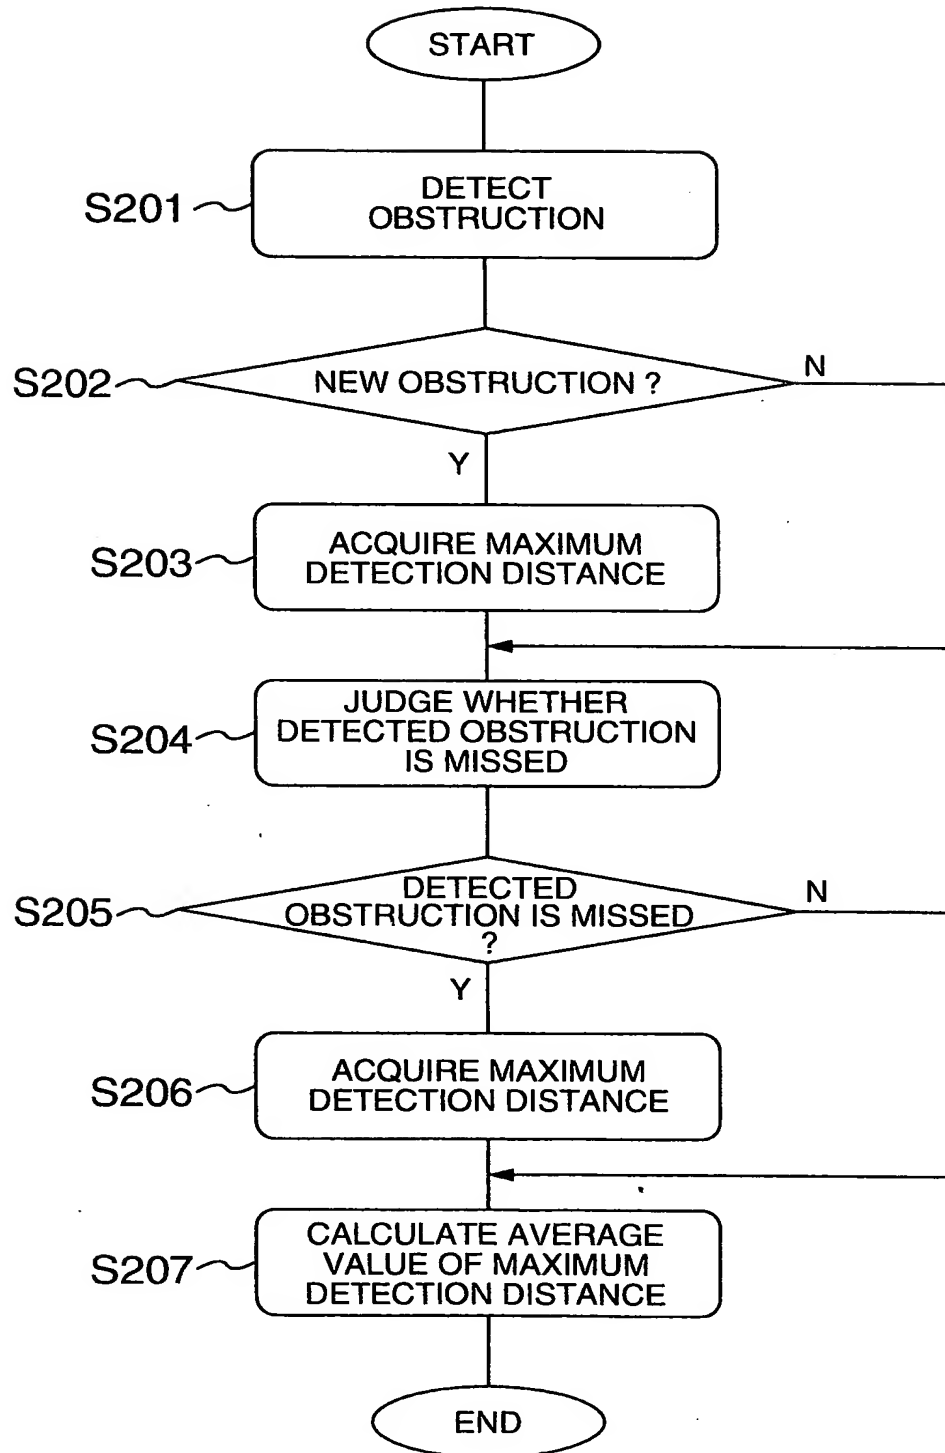 START
S201
DETECT
OBSTRUCTION
S202
NEW OBSTRUCTION ?
N
Y
S203
ACQUIRE MAXIMUM
DETECTION DISTANCE
S204
JUDGE WHETHER
DETECTED OBSTRUCTION
IS MISSED
S205
DETECTED
OBSTRUCTION IS MISSED
?
N
Y
S206
ACQUIRE MAXIMUM
DETECTION DISTANCE
S207
CALCULATE AVERAGE
VALUE OF MAXIMUM
DETECTION DISTANCE
END